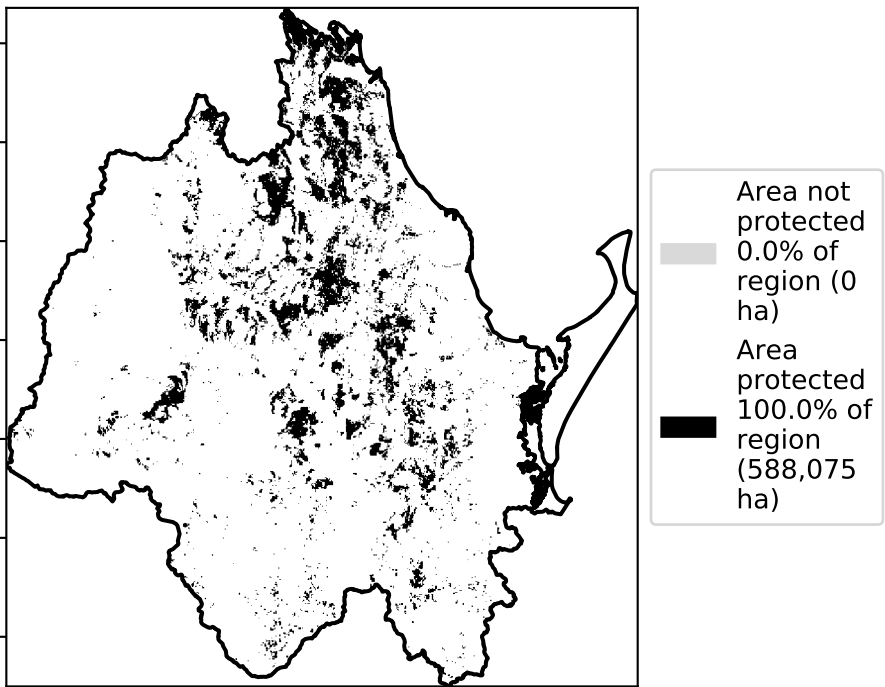 Area not
protected
0.0% of
region (0
ha)
Area
protected
100.0% of
region
(588,075
ha)